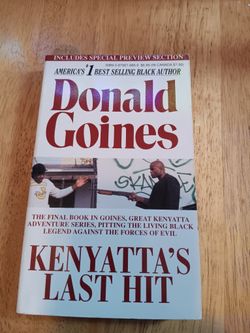 INCLUDES SPECIAL PREVIEW SECTION
AMERICA'S #1 BEST SELLING BLACK AUTHOR
Donald
Goines
THE FINAL BOOK IN GOINES, GREAT KENYATTA
ADVENTURE SERIES, PITTING THE LIVING BLACK
LEGEND AGAINST THE FORCES OF EVIL
KENYATTA'S
LAST HIT